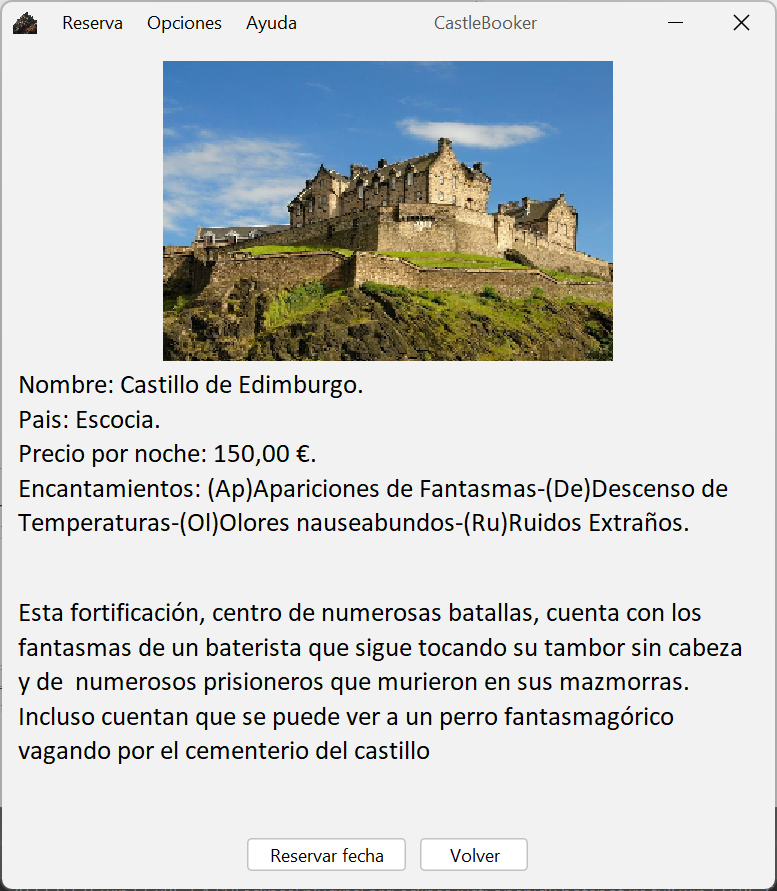 Reserva Opciones Ayuda CastleBooker
Nombre: Castillo de Edimburgo.
Pais: Escocia.
Precio por noche: 150,00 €.
Encantamientos: (Ap)Apariciones de Fantasmas-(De)Descenso de
Temperaturas-(Ol)Olores nauseabundos-(Ru)Ruidos Extraños.
Esta fortificación, centro de numerosas batallas, cuenta con los
fantasmas de un baterista que sigue tocando su tambor sin cabeza
y de  numerosos prisioneros que murieron en sus mazmorras.
Incluso cuentan que se puede ver a un perro fantasmagórico
vagando por el cementerio del castillo
Reservar fecha Volver